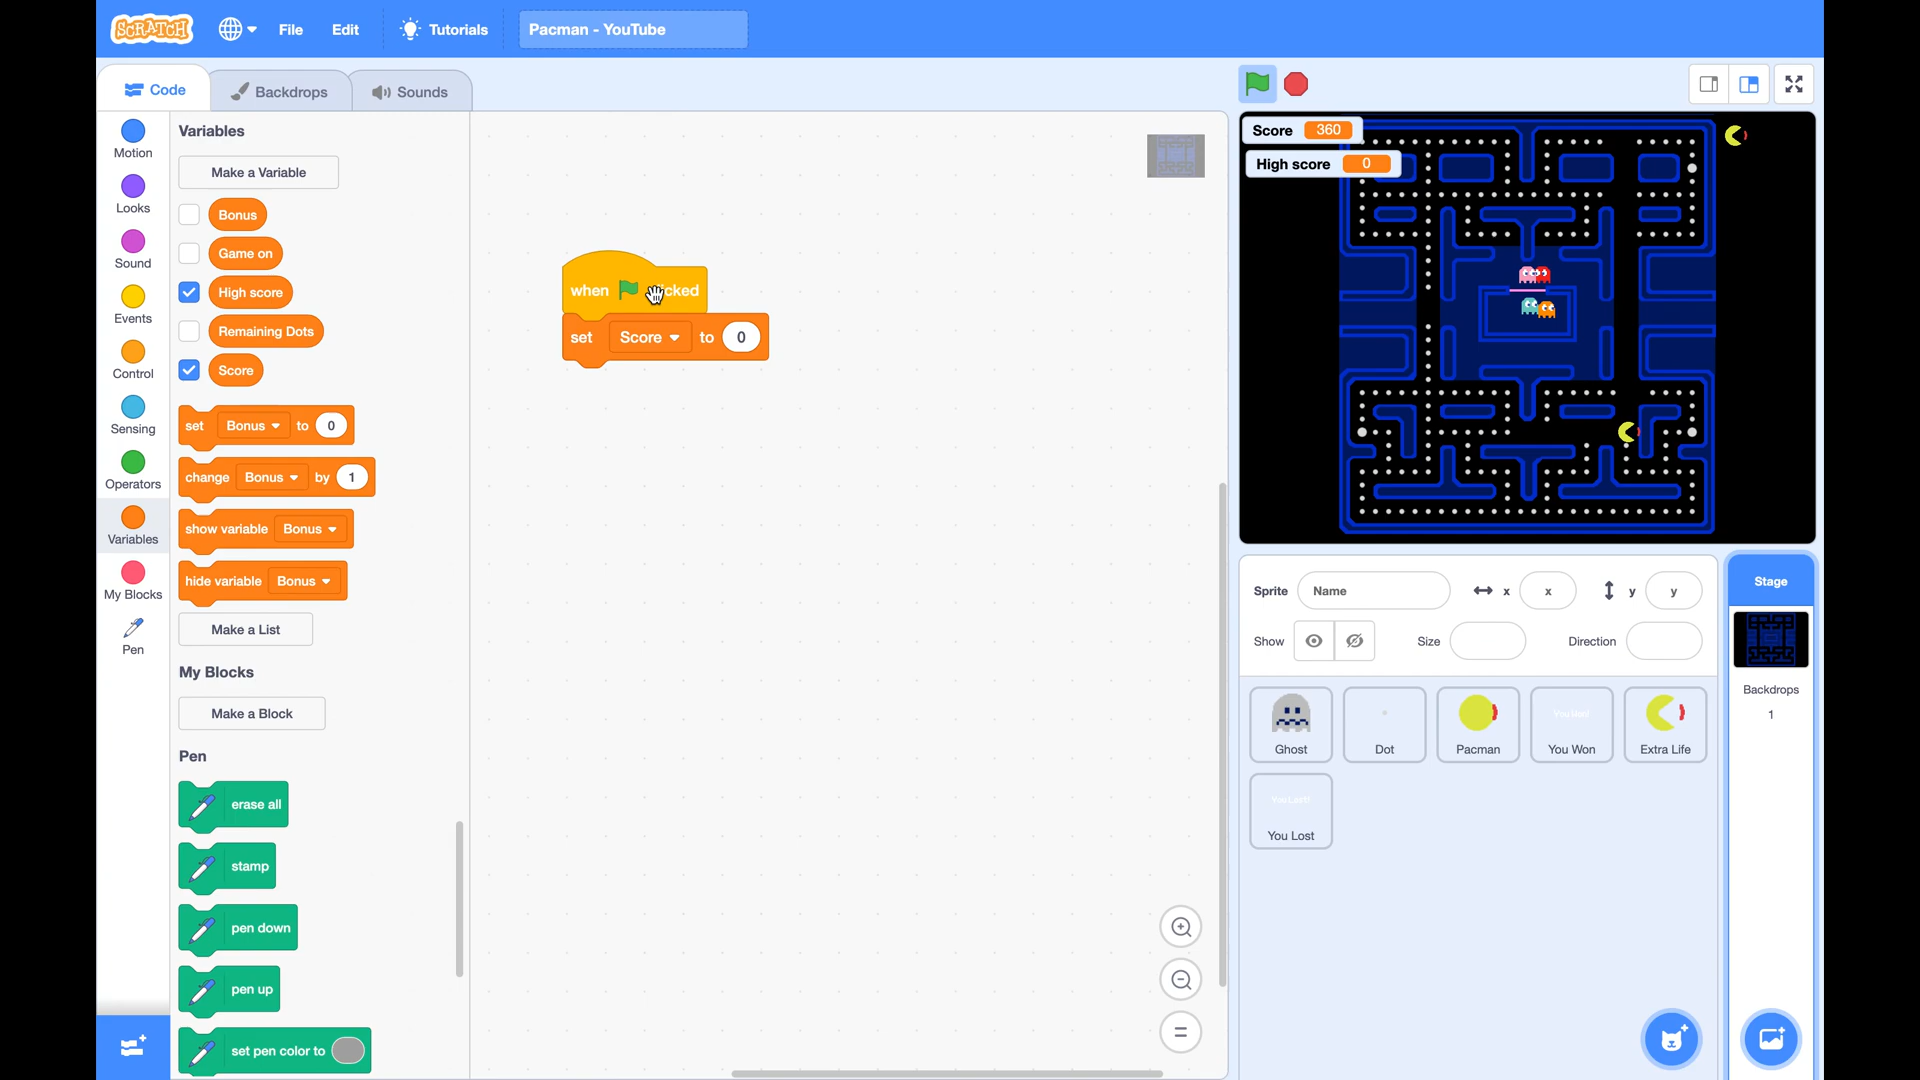 SCRATCH File Edit Tutorials Pacman - YouTube
Code Backdrops Sounds
Motion
Looks
Sound
Events
Control
Sensing
Operators
Variables
My Blocks
Pen
Variables
Make a Variable
Bonus
Game on
High score
Remaining Dots
Score
set Bonus to 0
change Bonus by 1
show variable Bonus
hide variable Bonus
Make a List
My Blocks
Make a Block
Pen
erase all
stamp
pen down
pen up
set pen color to
when
set Score to 0
Score 360
High score 0
Sprite Name x x y y
Show Size Direction
Ghost
Dot
Pacman
You Won!
You Won
Extra Life
You Lost
Stage
Backdrops
1